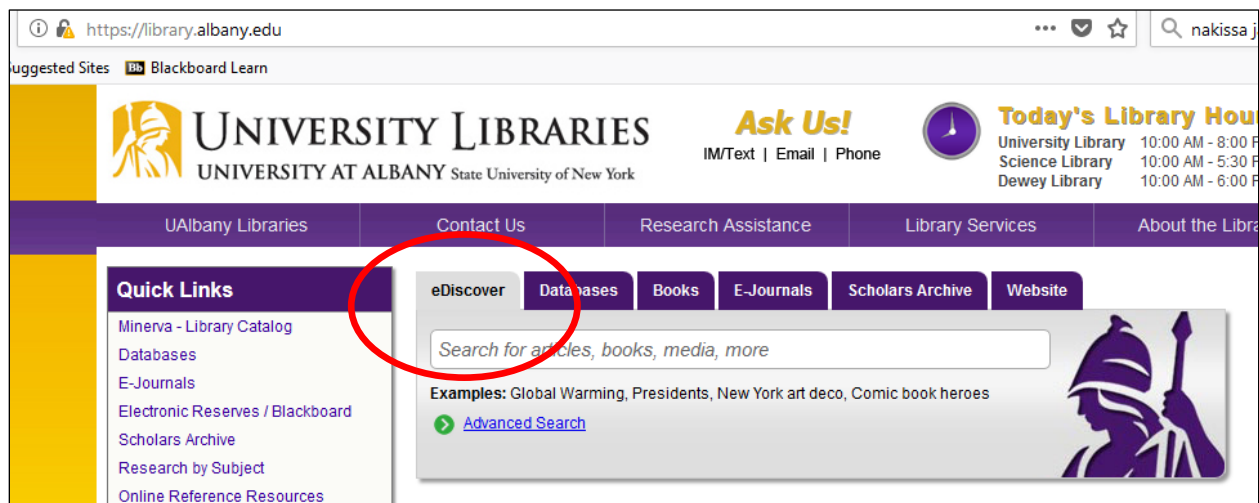 https://library.albany.edu
nakissa
Suggested Sites Bb Blackboard Learn
UNIVERSITY LIBRARIES
UNIVERSITY AT ALBANY State University of New York
Ask Us!
IM/Text | Email | Phone
Today's Library
University Library 10:00 AM - 8:00
Science Library 10:00 AM - 5:30
Dewey Library 10:00 AM - 6:00
UAlbany Libraries Contact Us Research Assistance Library Services About the
Quick Links
Minerva - Library Catalog
Databases
E-Journals
Electronic Reserves / Blackboard
Scholars Archive
Research by Subject
Online Reference Resources
eDiscover Databases Books E-Journals Scholars Archive Website
Search for articles, books, media, more
Examples: Global Warming, Presidents, New York art deco, Comic book heroes
Advanced Search